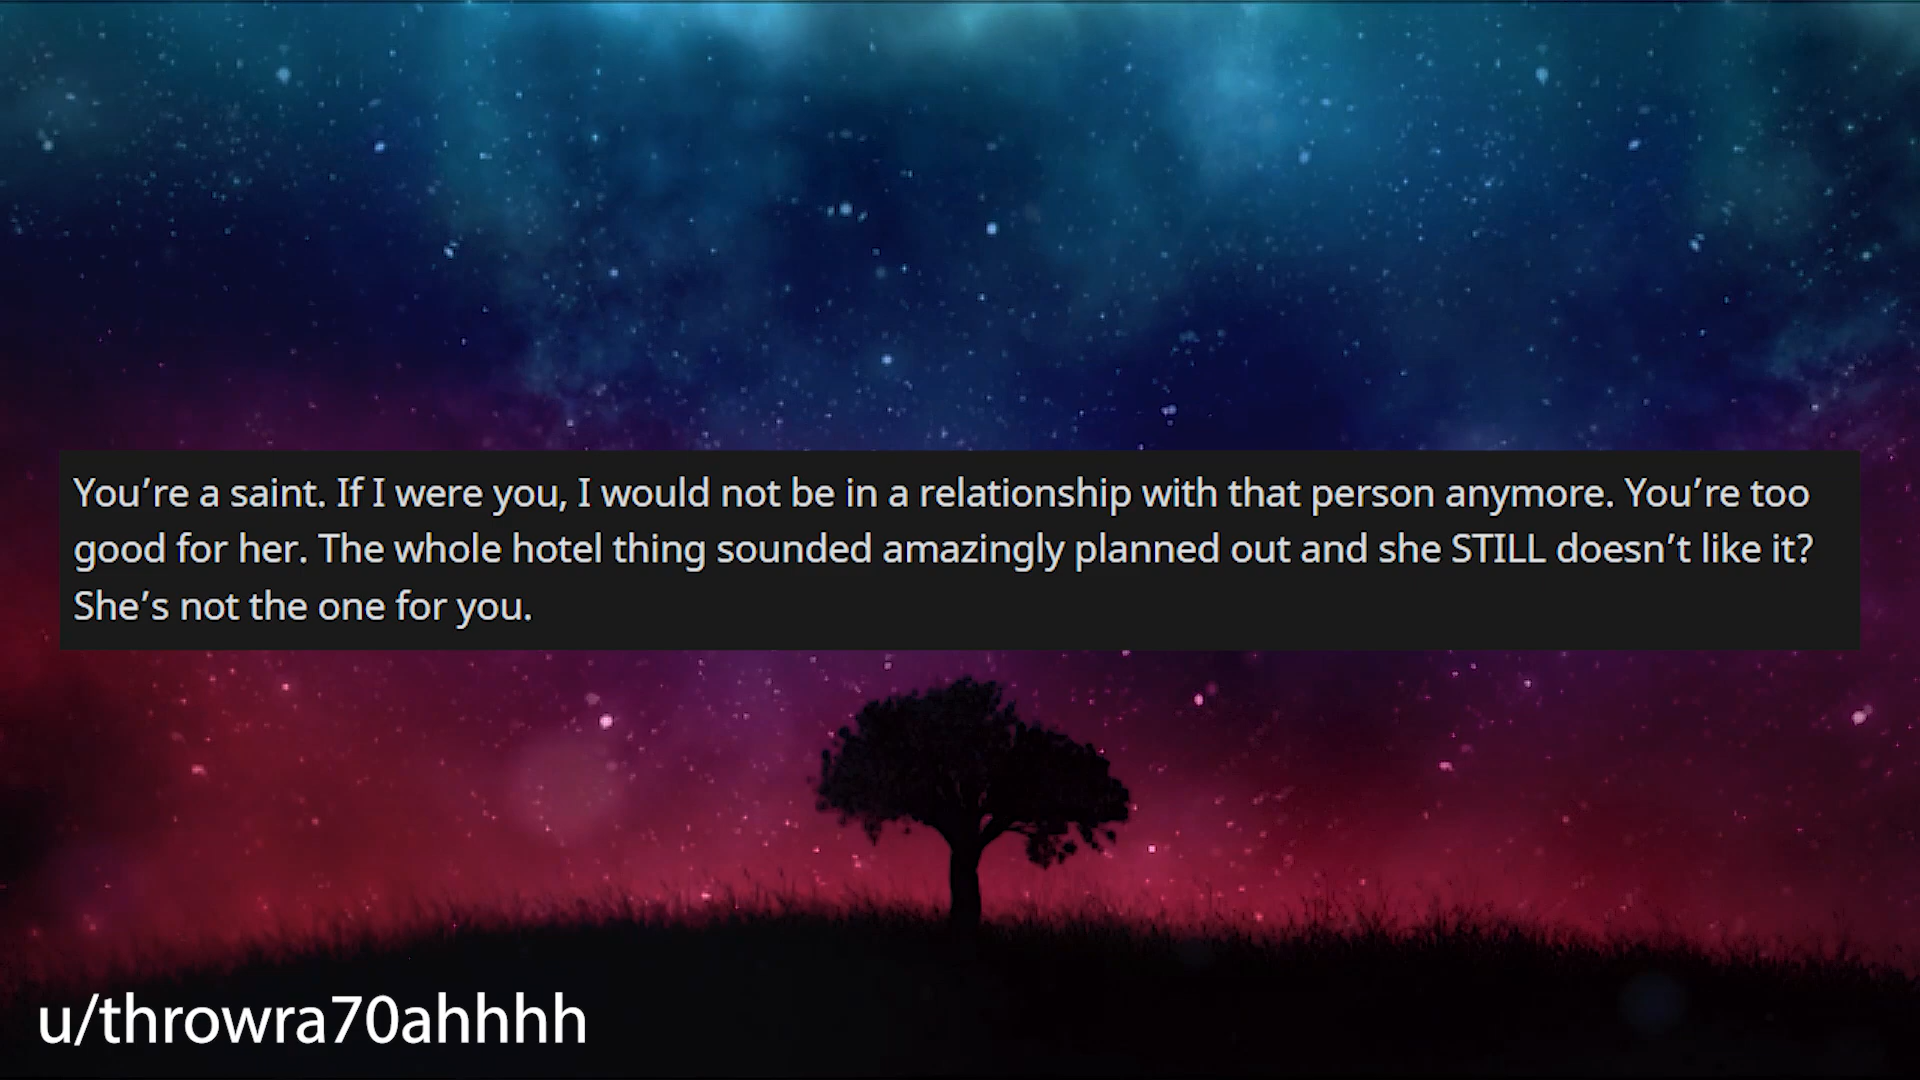 You’re a saint. If I were you, I would not be in a relationship with that person anymore. You’re too
good for her. The whole hotel thing sounded amazingly planned out and she STILL doesn’t like it?
She’s not the one for you.
u/throwra70ahhhh